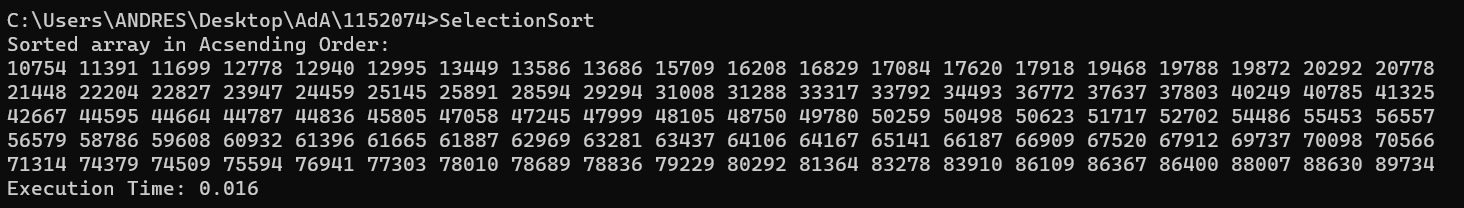 C:\Users\ANDRES\Desktop\AdA\1152074>SelectionSort
Sorted array in Acsending Order:
10754 11391 11699 12778 12940 12995 13449 13586 13686 15709 16208 16829 17084 17620 17918 19468 19788 19872 20292 20778
21448 22204 22827 23947 24459 25145 25891 28594 29294 31008 31288 33317 33792 34493 36772 37637 37803 40249 40785 41325
42667 44595 44664 44787 44836 45805 47058 47245 47999 48105 48750 49780 50259 50498 50623 51717 52702 54486 55453 56557
56579 58786 59608 60932 61396 61665 61887 62969 63281 63437 64106 64167 65141 66187 66909 67520 67912 69737 70098 70566
71314 74379 74509 75594 76941 77303 78010 78689 78836 79229 80292 81364 83278 83910 86109 86367 86400 88007 88630 89734
Execution Time: 0.016